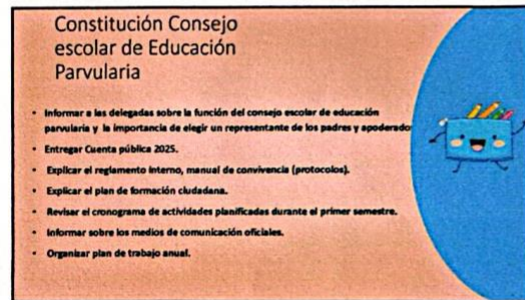 Constitución Consejo
escolar de Educación
Parvularia
• Informar a las delegadas sobre la función del consejo escolar de educación
parvularia y la importancia de elegir un representante de los padres y apoderado
• Entregar Cuenta pública 2025.
• Explicar el reglamento interno, manual de convivencia (protocolos).
• Explicar el plan de formación ciudadana.
• Revisar el cronograma de actividades planificadas durante el primer semestre.
• Informar sobre los medios de comunicación oficiales.
• Organizar plan de trabajo anual.